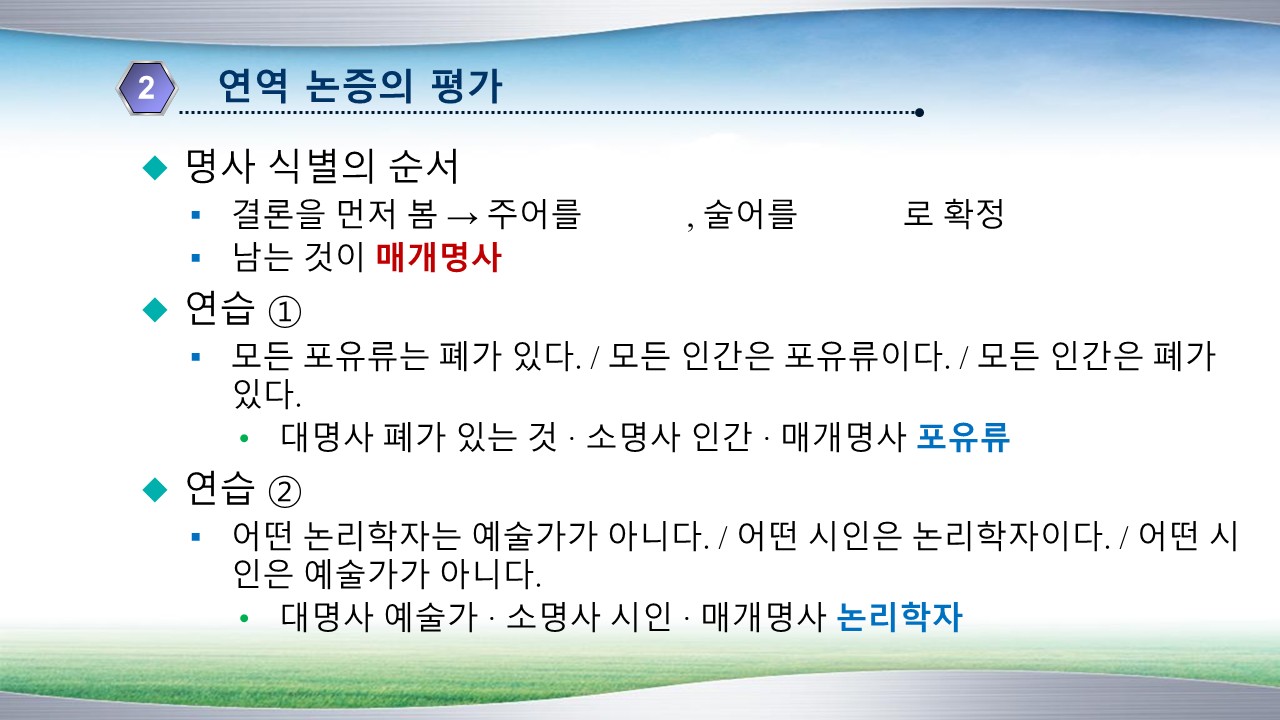 2 연역 논증의 평가
명사 식별의 순서
결론을 먼저 봄 → 주어를 , 술어를 로 확정
남는 것이 매개명사
연습 ①
모든 포유류는 폐가 있다. / 모든 인간은 포유류이다. / 모든 인간은 폐가
있다.
대명사 폐가 있는 것 · 소명사 인간 · 매개명사 포유류
연습 ②
어떤 논리학자는 예술가가 아니다. / 어떤 시인은 논리학자이다. / 어떤 시
인은 예술가가 아니다.
대명사 예술가 · 소명사 시인 · 매개명사 논리학자